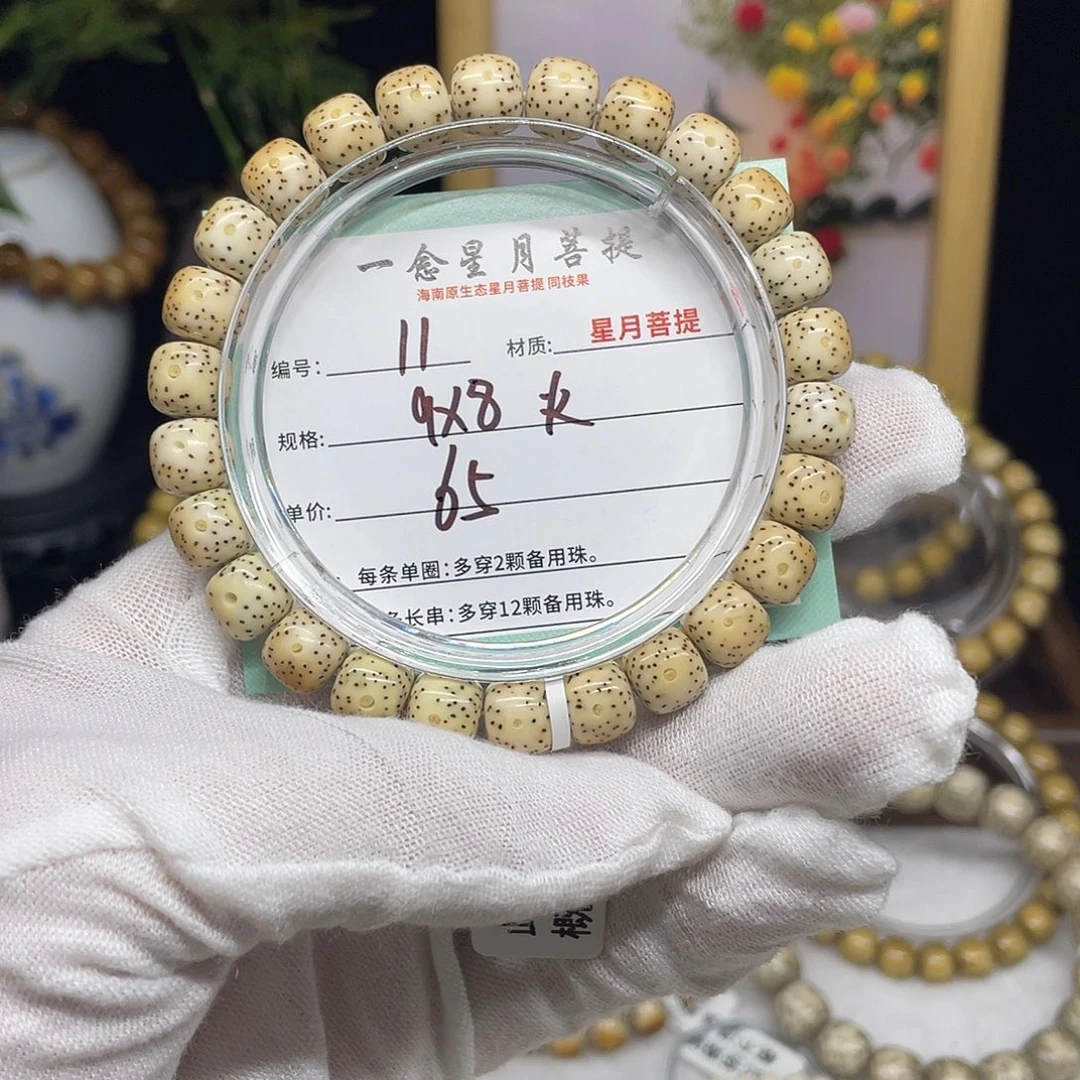 一念星月菩提
海南原生态星月菩提 同枝果
编号： 11 材质： 星月菩提
规格： 9x8
单价： 65
每条单圈：多穿2颗备用珠。
长串：多穿12颗备用珠。